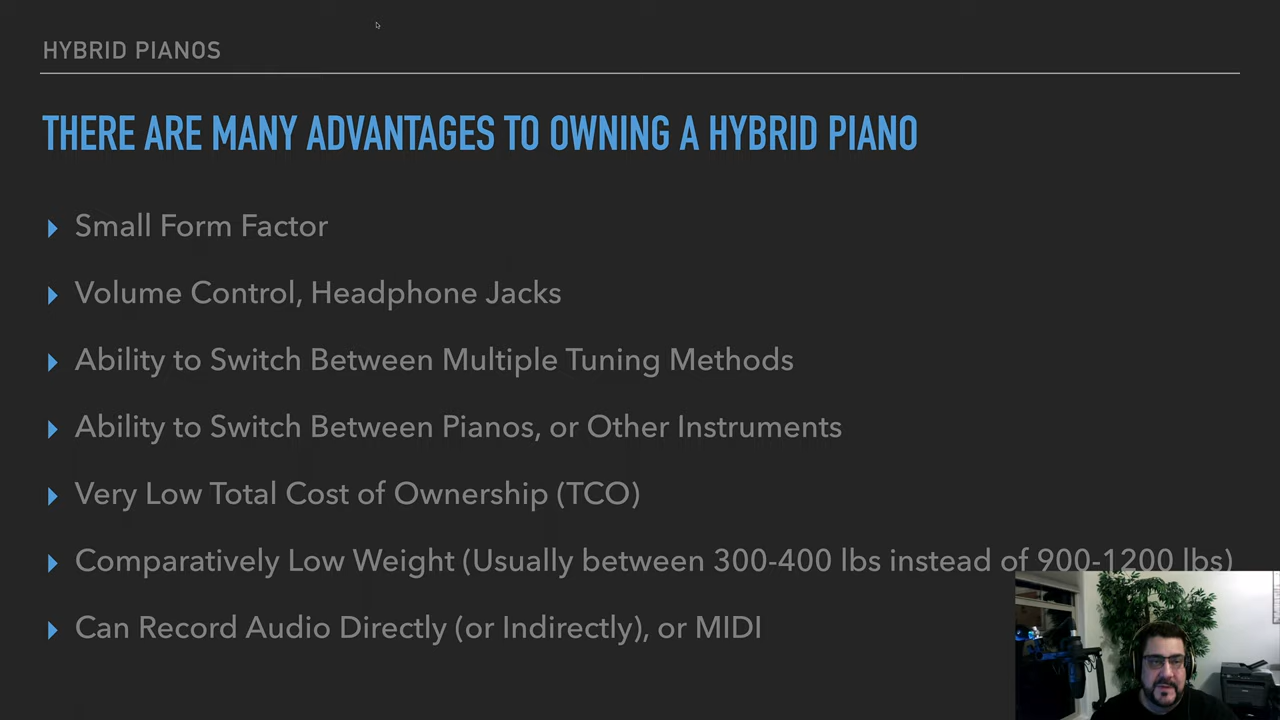 HYBRID PIANOS
THERE ARE MANY ADVANTAGES TO OWNING A HYBRID PIANO
Small Form Factor
Volume Control, Headphone Jacks
Ability to Switch Between Multiple Tuning Methods
Ability to Switch Between Pianos, or Other Instruments
Very Low Total Cost of Ownership (TCO)
Comparatively Low Weight (Usually between 300-400 lbs instead of 900-1200 lbs)
Can Record Audio Directly (or Indirectly), or MIDI